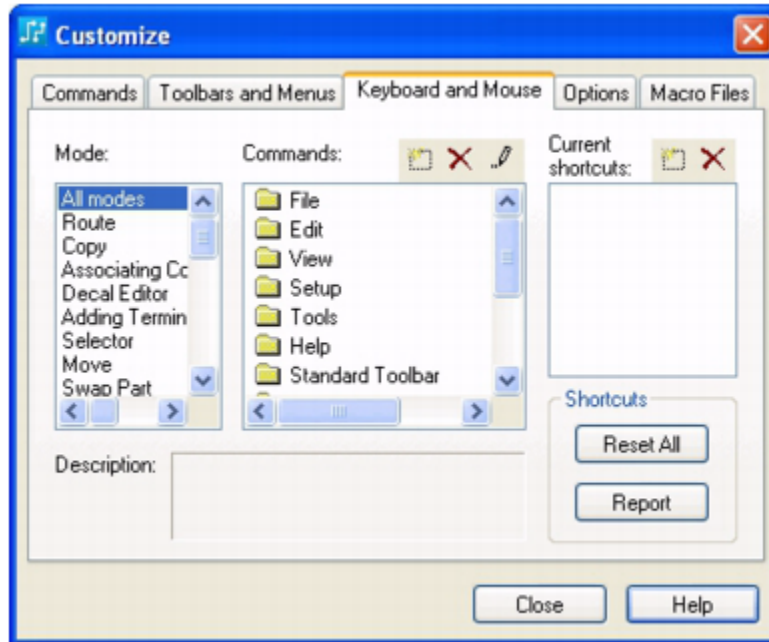 Customize
Commands Toolbars and Menus Keyboard and Mouse Options Macro Files
Mode:
All modes
Route
Copy
Associating Cc
Decal Editor
Adding Termin
Selector
Move
Swap Part
Commands:
File
Edit
View
Setup
Tools
Help
Standard Toolbar
Current
shortcuts:
Shortcuts
Reset All
Report
Description:
Close Help